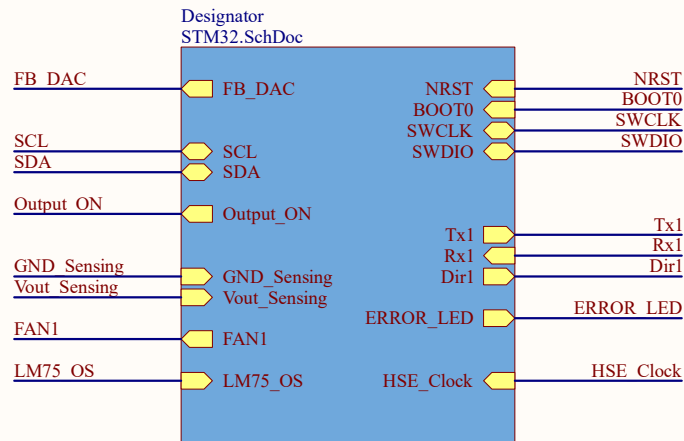 Designator
STM32.SchDoc
FB_DAC FB_DAC NRST NRST
BOOT0 BOOT0
SWCLK SWCLK
SCL SCL SWDIO SWDIO
SDA SDA
Output_ON Output_ON
Tx1 Tx1
Rx1 Rx1
GND_Sensing GND_Sensing Dir1 Dir1
Vout_Sensing Vout_Sensing
ERROR_LED ERROR_LED
FAN1 FAN1
LM75_OS LM75_OS HSE_Clock HSE_Clock